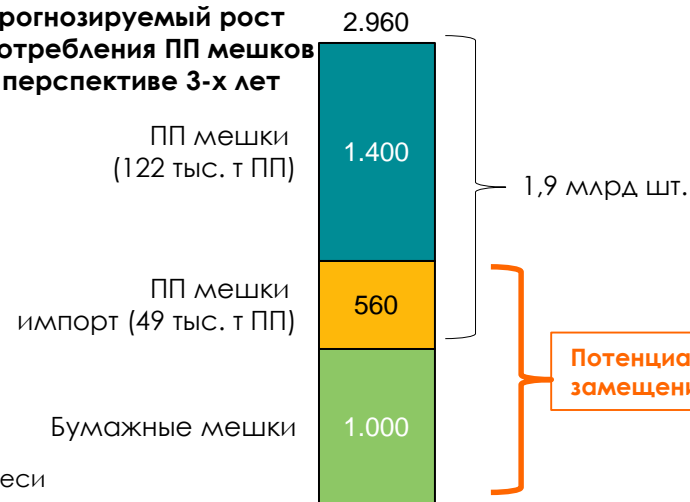 рогнозируемый рост
отребления ПП мешков
перспективе 3-х лет
2.960
ПП мешки
(122 тыс. т ПП)
1.400
1,9 млрд шт.
ПП мешки
импорт (49 тыс. т ПП)
560
Потенциа
замещени
Бумажные мешки
1.000
еси